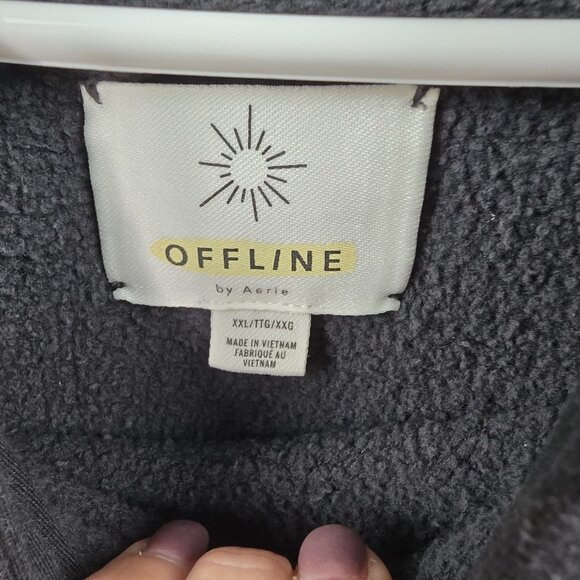 OFFLINE
by Aerie
XXL/TTG/XXG
MADE IN VIETNAM
FABRIQUÉ AU
VIETNAM